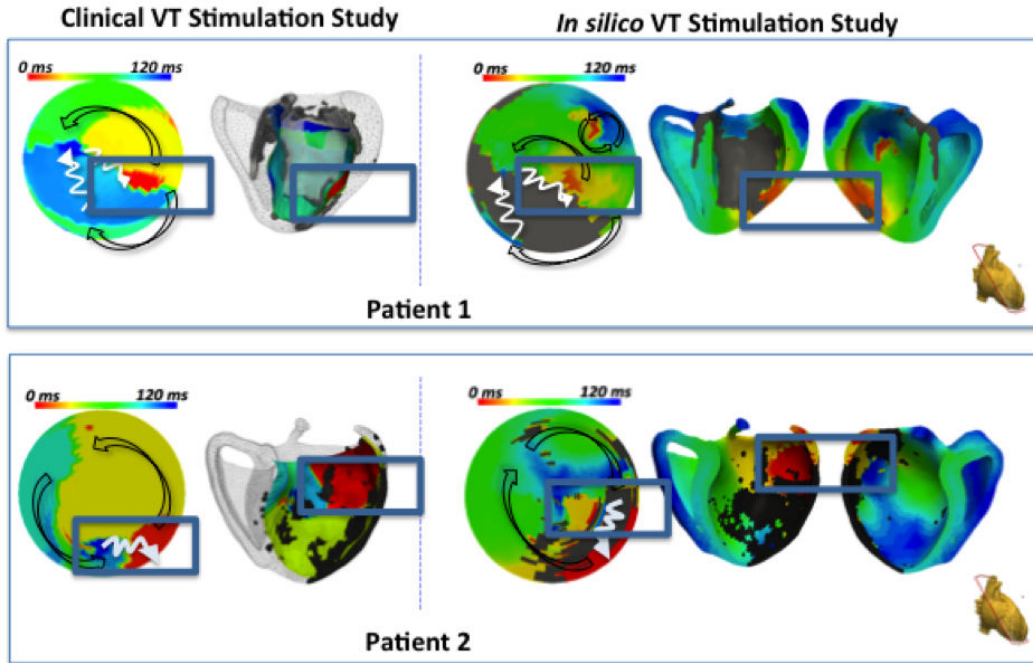 Clinical VT Stimulation Study
In silico VT Stimulation Study
0 ms 120 ms
0 ms 120 ms
Patient 1
0 ms 120 ms
0 ms 120 ms
Patient 2